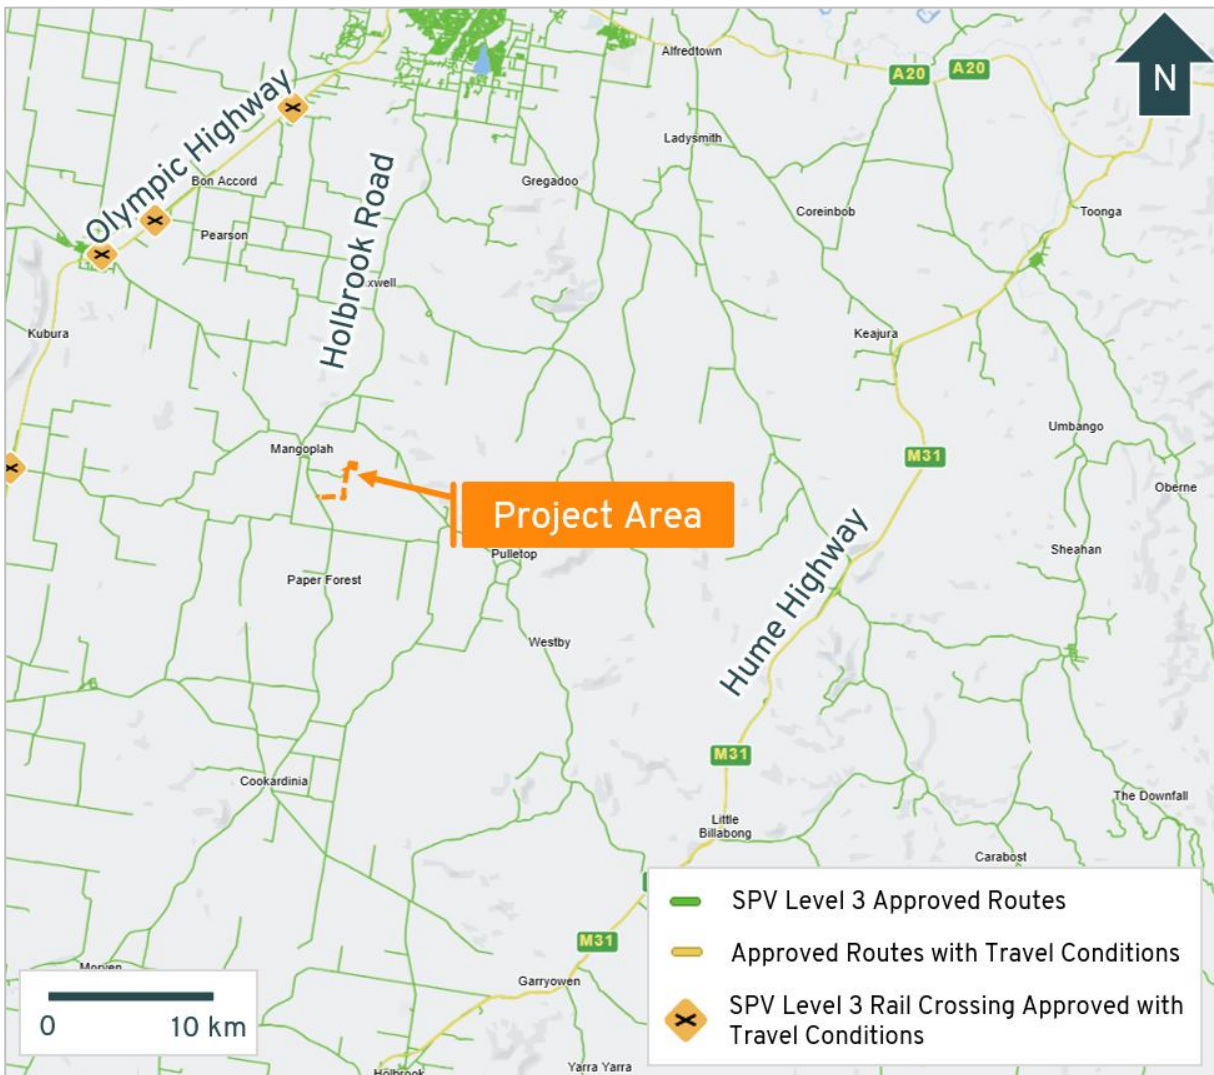 Alfredtown
A20
A20
N
Olympic Highway
Ladysmith
Bon Accord
Gregadoo
Holbrook Road
Coreinbob
Toonga
Pearson
xwell
Kubura
Keajura
Mangoplah
Umbango
M31
Project Area
Oberne
Pulletop
Sheahan
Hume Highway
Paper Forest
Westby
M31
Cookardinia
The Downfall
Little
Billabong
Carabost
SPV Level 3 Approved Routes
M31
Approved Routes with Travel Conditions
Morven
Garryowen
SPV Level 3 Rail Crossing Approved with
Travel Conditions
0 10 km
Holbrook
Yarra Yarra